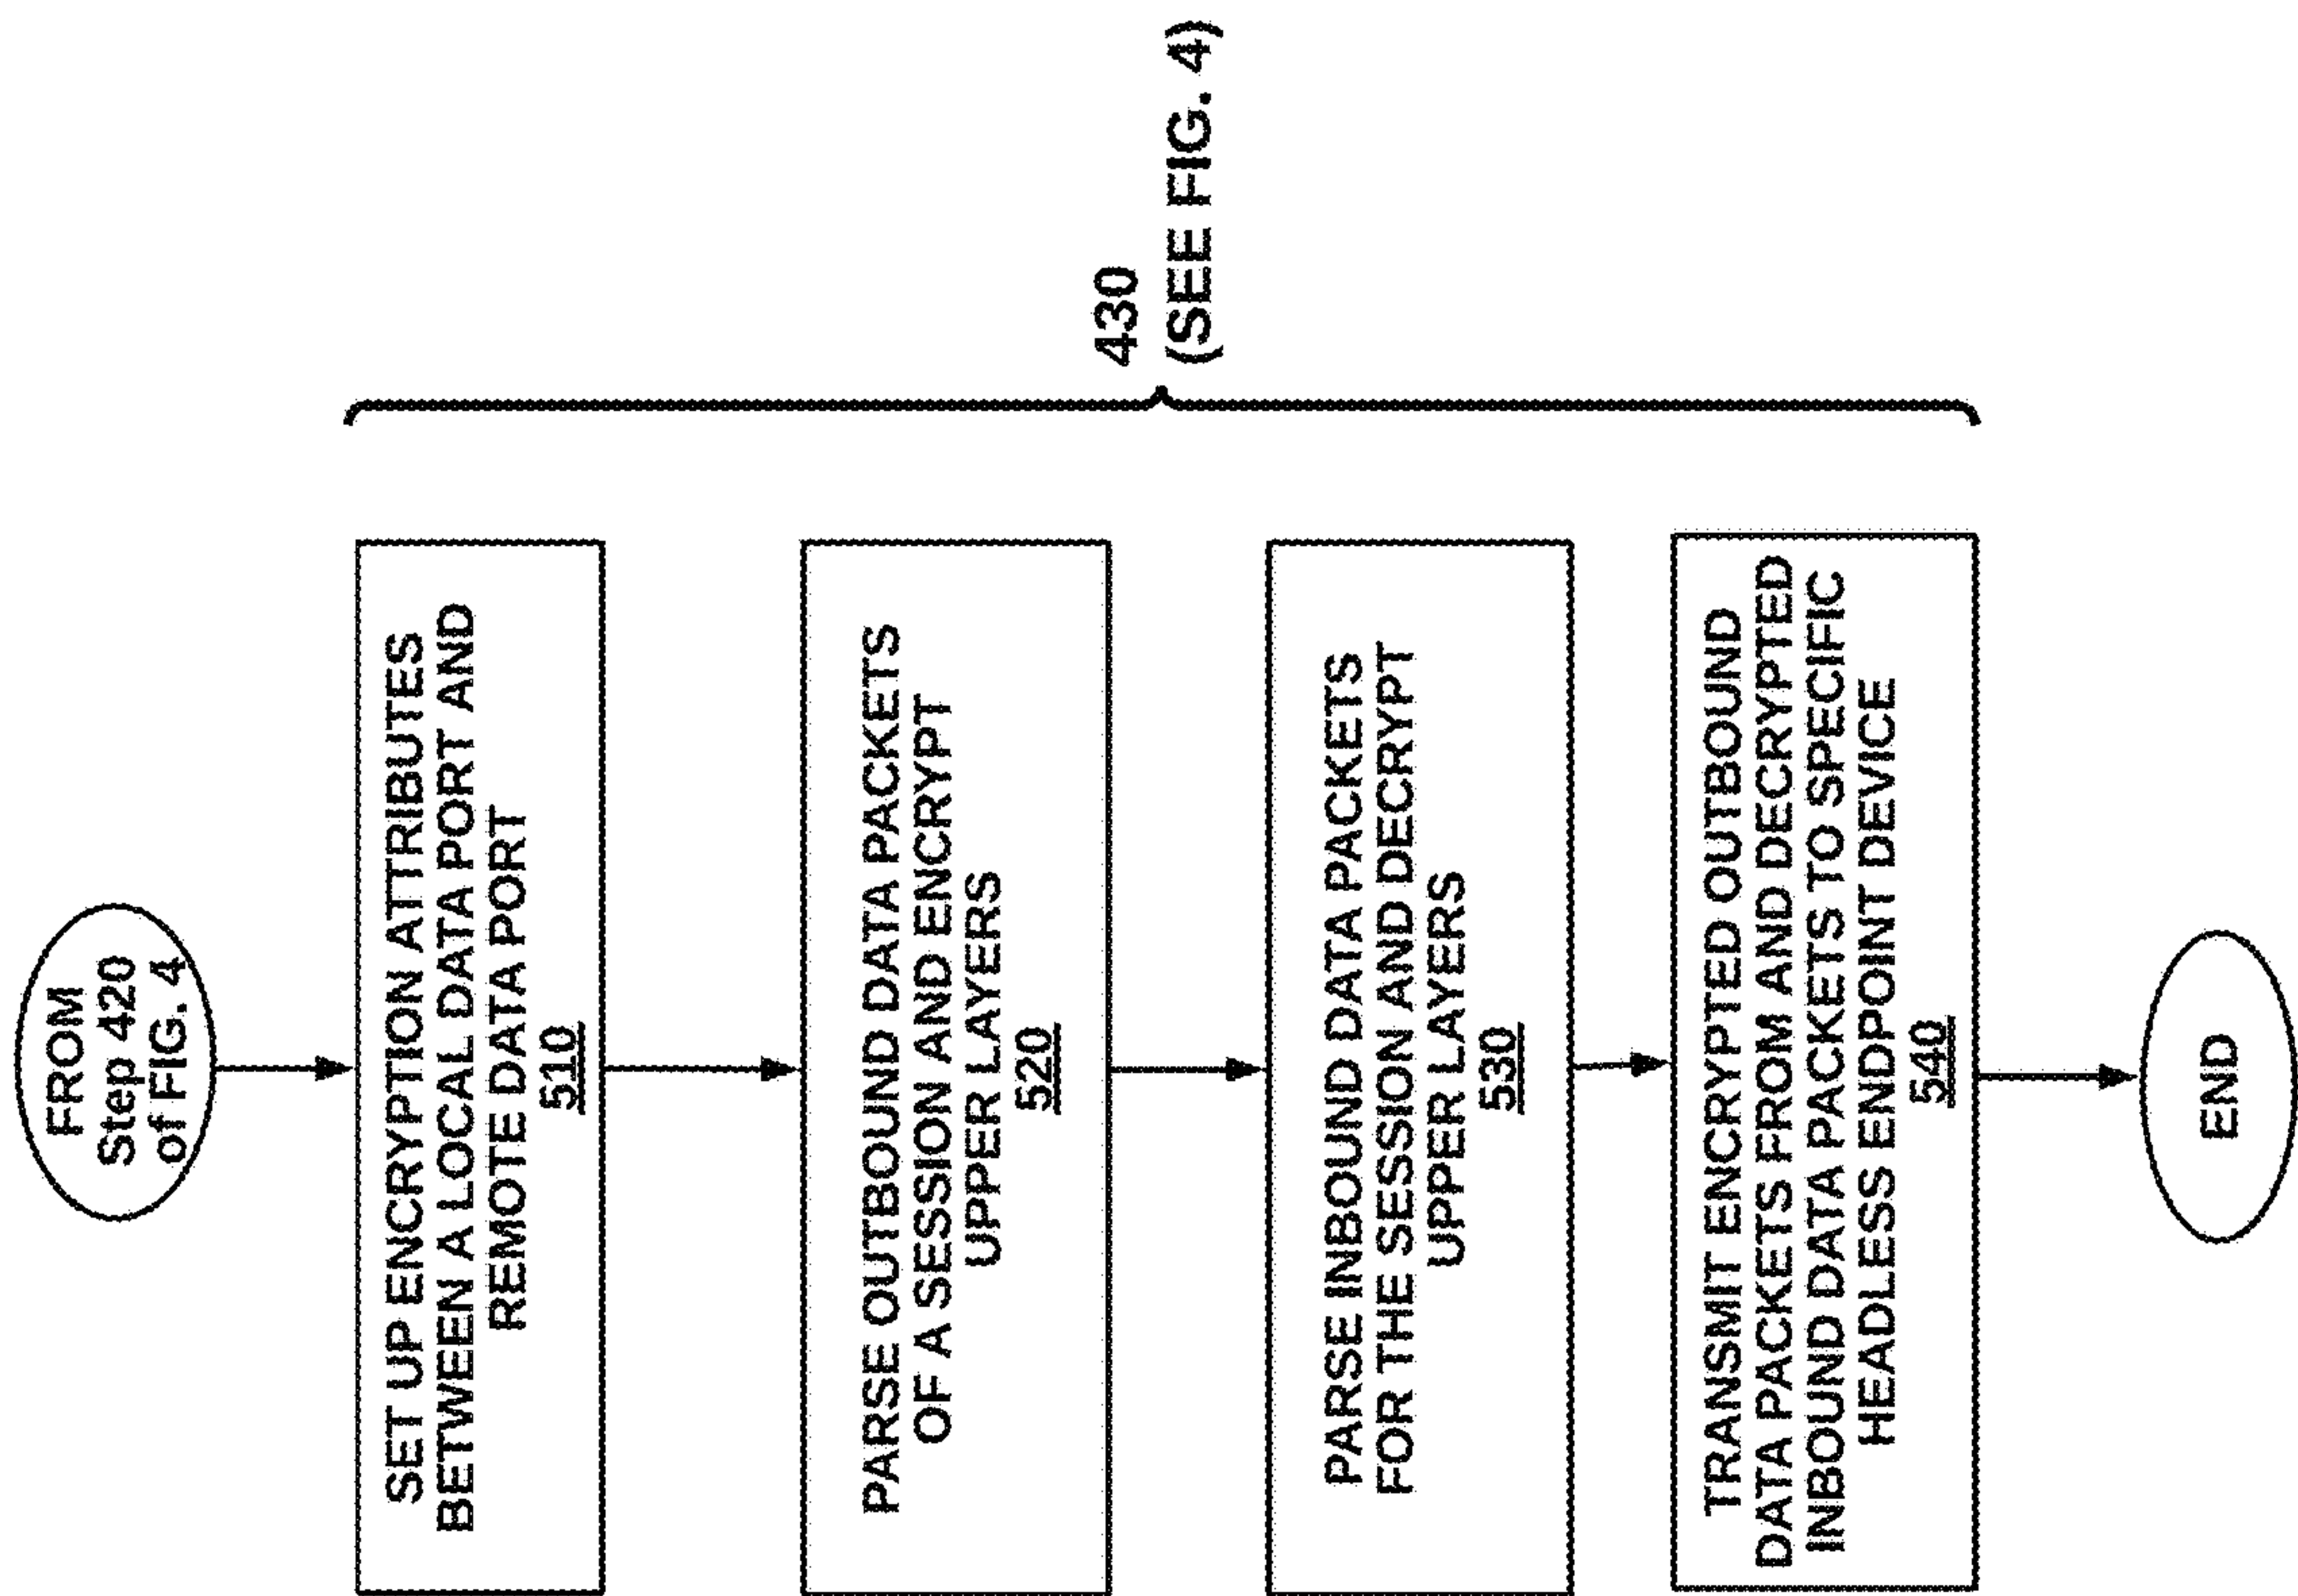 FROM
Step 420
of FIG. 4
SET UP ENCRYPTION ATTRIBUTES
BETWEEN A LOCAL DATA PORT AND
REMOTE DATA PORT
510
PARSE OUTBOUND DATA PACKETS
OF A SESSION AND ENCRYPT
UPPER LAYERS
520
PARSE INBOUND DATA PACKETS
FOR THE SESSION AND DECRYPT
UPPER LAYERS
530
TRANSMIT ENCRYPTED OUTBOUND
DATA PACKETS FROM AND DECRYPTED
INBOUND DATA PACKETS TO SPECIFIC
HEADLESS ENDPOINT DEVICE
540
END
430
(SEE FIG. 4)